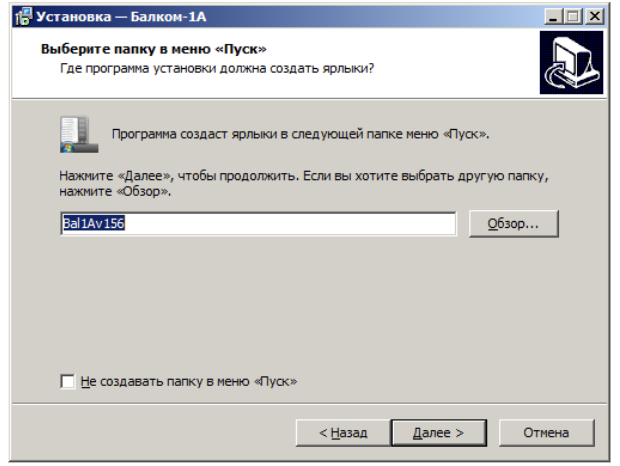 Установка — Балком-1А
Выберите папку в меню «Пуск»
Где программа установки должна создать ярлыки?
Программа создаст ярлыки в следующей папке меню «Пуск».
Нажмите «Далее», чтобы продолжить. Если вы хотите выбрать другую папку,
нажмите «Обзор».
Bal1Av156
Обзор...
Не создавать папку в меню «Пуск»
< Назад
Далее >
Отмена